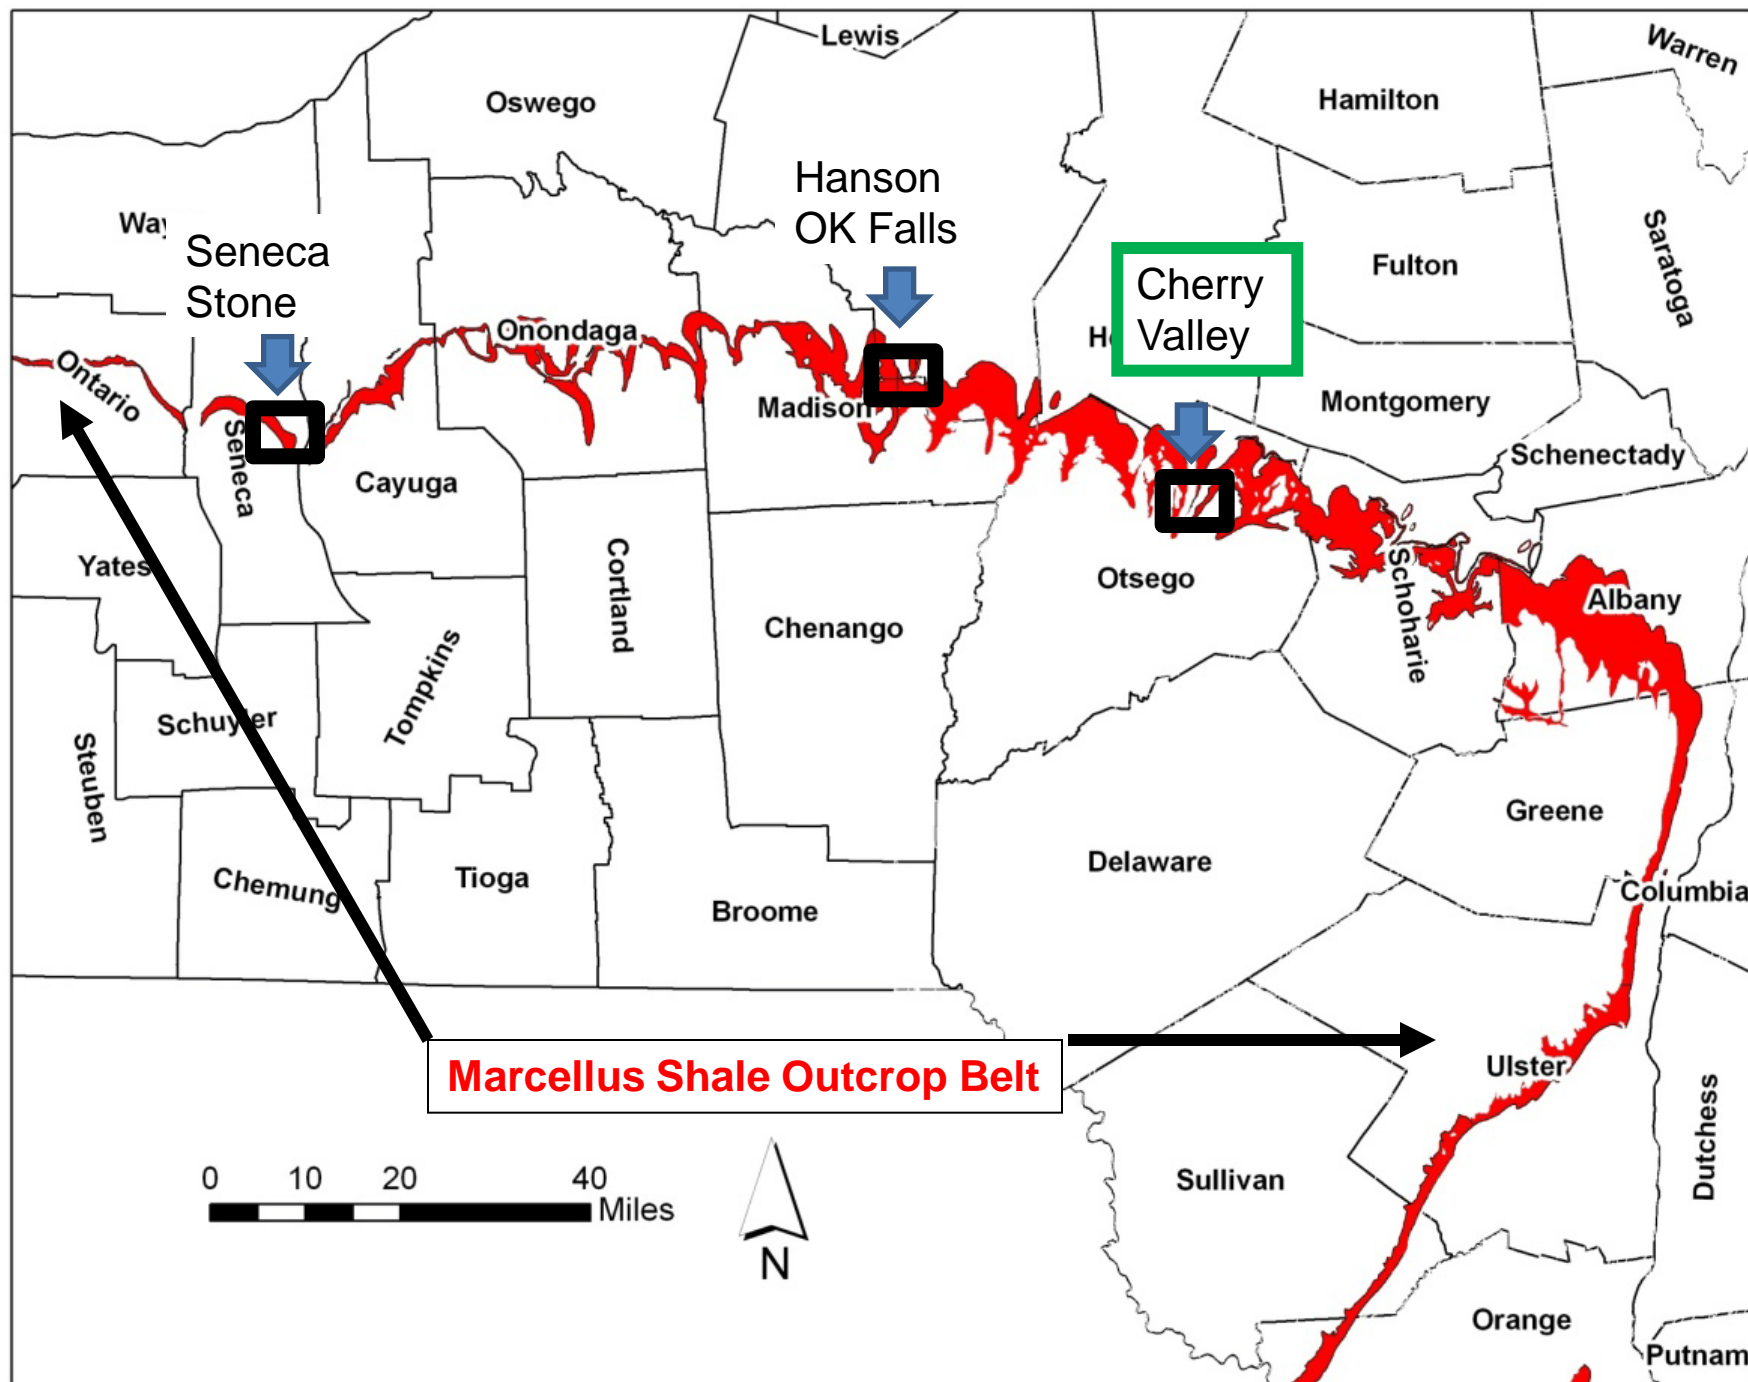 Lewis
Warren
Oswego
Hamilton
Hanson
OK Falls
Way
Seneca
Stone
Saratoga
Fulton
Cherry
Valley
He
Onondaga
Ontario
Madison
Montgomery
Seneca
Cayuga
Schenectady
Yates
Cortland
Otsego
Schoharie
Albany
Chenango
Tompkins
Schuyler
Steuben
Greene
Delaware
Chemung
Tioga
Columbia
Broome
Marcellus Shale Outcrop Belt
Ulster
Dutchess
0 10 20 40
Miles
Sullivan
N
Orange
Putnam